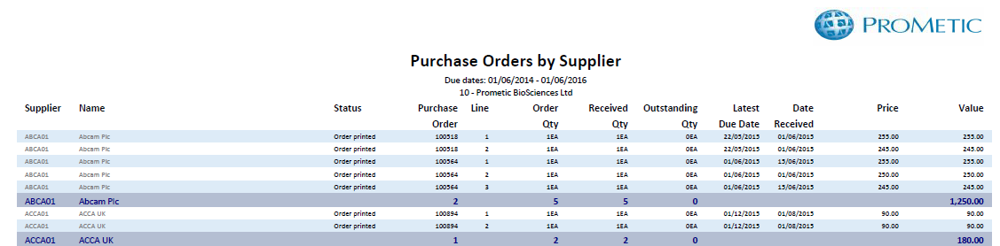 PROMETIC
Purchase Orders by Supplier
Due dates: 01/06/2014 - 01/06/2016
10 - Prometic BioSciences Ltd
Supplier Name Status Purchase Line Order Received Outstanding Latest Date Price Value
Order Qty Qty Qty Due Date Received
ABCA01 Abcam Plc Order printed 100518 1 1EA 1EA 0EA 22/05/2015 01/06/2015 255.00 255.00
ABCA01 Abcam Plc Order printed 100518 2 1EA 1EA 0EA 22/05/2015 01/06/2015 245.00 245.00
ABCA01 Abcam Plc Order printed 100564 1 1EA 1EA 0EA 01/06/2015 15/06/2015 255.00 255.00
ABCA01 Abcam Plc Order printed 100564 2 1EA 1EA 0EA 01/06/2015 01/06/2015 250.00 250.00
ABCA01 Abcam Plc Order printed 100564 3 1EA 1EA 0EA 01/06/2015 15/06/2015 245.00 245.00
ABCA01 Abcam Plc 2 5 5 0 1,250.00
ACCA01 ACCA UK Order printed 100894 1 1EA 1EA 0EA 01/12/2015 01/08/2015 90.00 90.00
ACCA01 ACCA UK Order printed 100894 2 1EA 1EA 0EA 01/12/2015 01/08/2015 90.00 90.00
ACCA01 ACCA UK 1 2 2 0 180.00